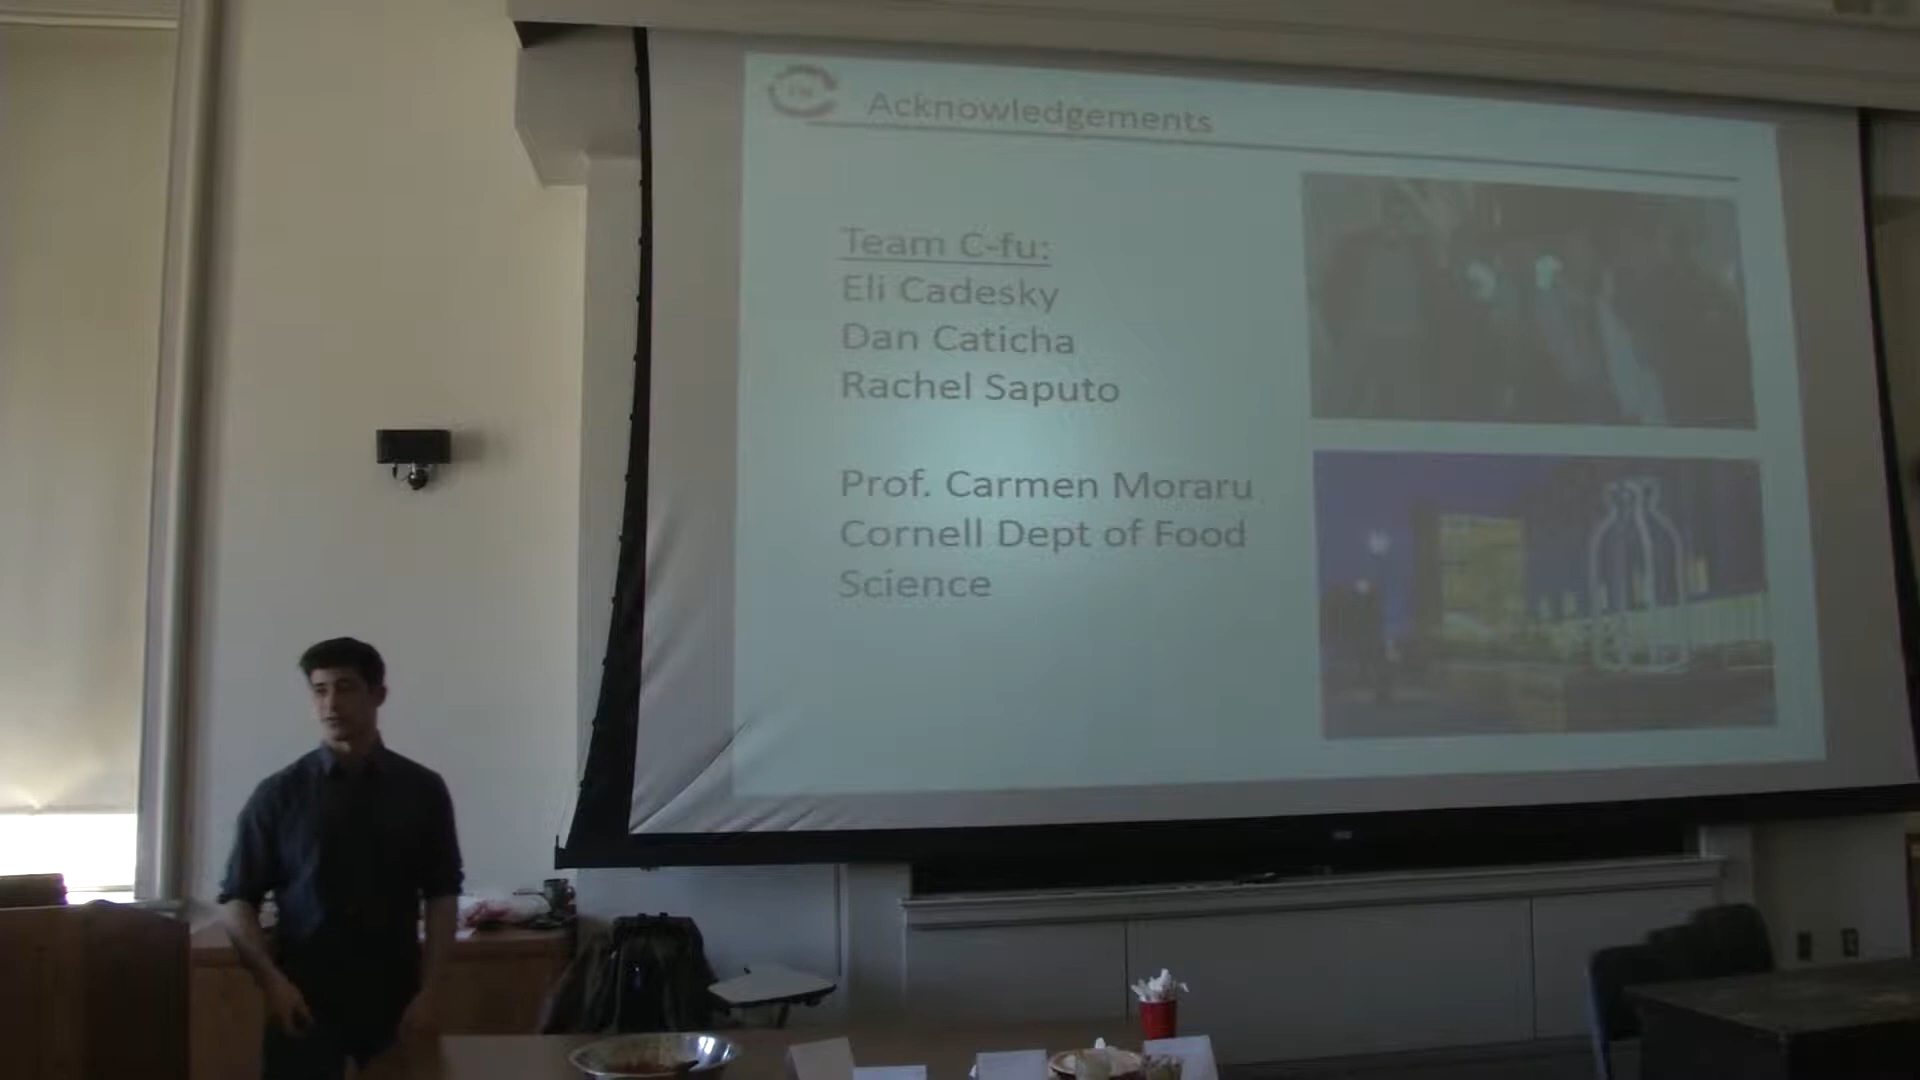 Acknowledgements
Team C-fu:
Eli Cadesky
Dan Caticha
Rachel Saputo
Prof. Carmen Moraru
Cornell Dept of Food
Science